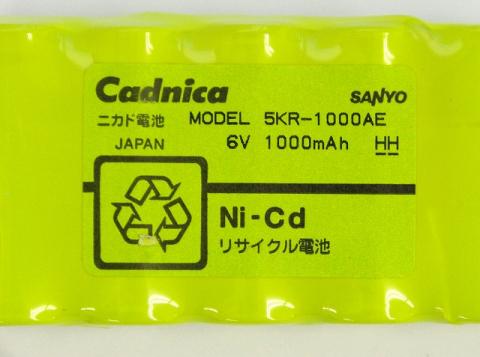 Cadnica SANYO
ニカド電池 MODEL 5KR-1000AE
JAPAN 6V 1000mAh HH
Ni-Cd
リサイクル電池